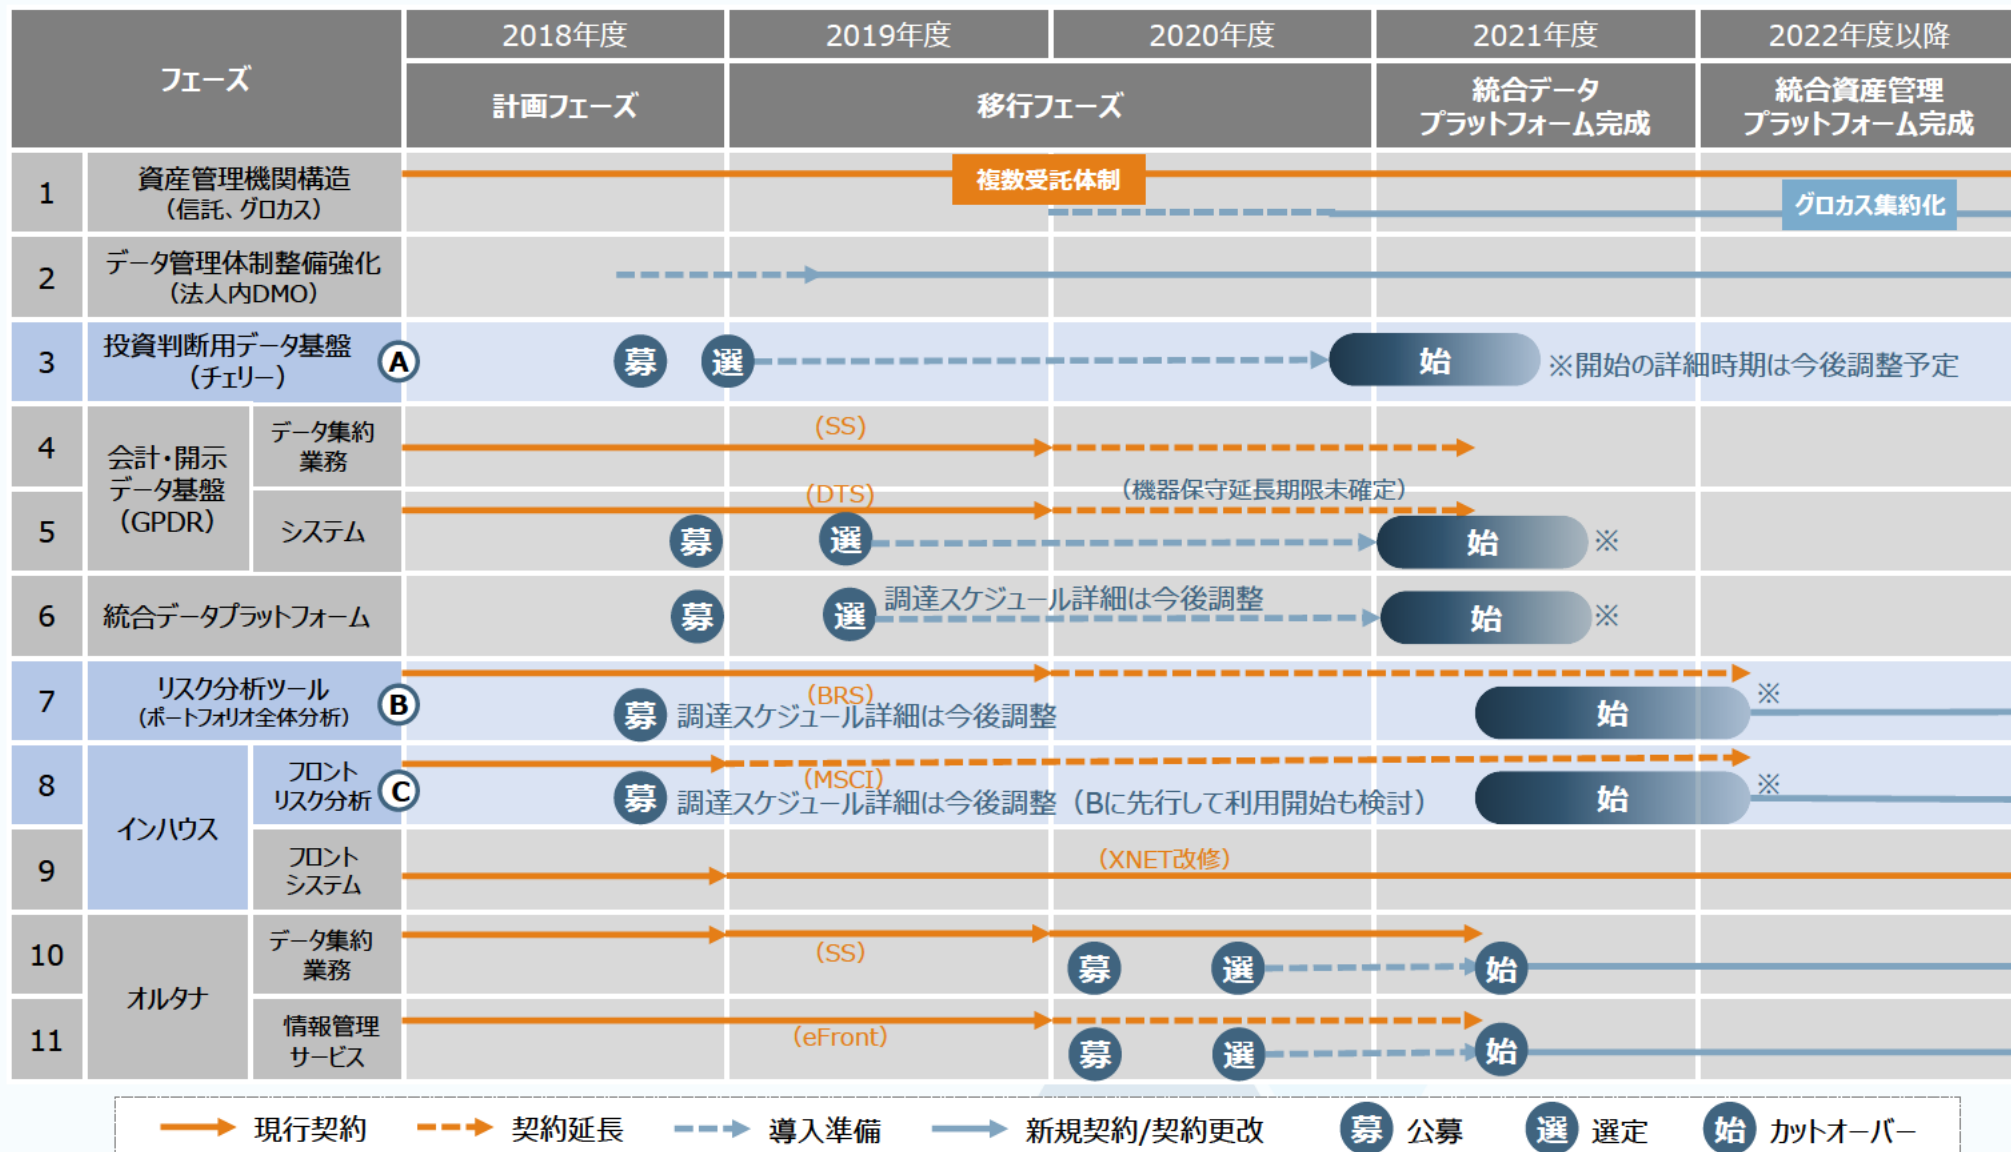 フェーズ
2018年度
2019年度
2020年度
2021年度
2022年度以降
計画フェーズ
移行フェーズ
統合データ
プラットフォーム完成
統合資産管理
プラットフォーム完成
1
資産管理機関構造
（信託、グロカス）
複数受託体制
グロカス集約化
2
データ管理体制整備強化
（法人内DMO）
3
投資判断用データ基盤
（チェリー）
A
募
選
始
※開始の詳細時期は今後調整予定
会計・開示
データ基盤
（GPDR）
4
データ集約
業務
(SS)
5
システム
(DTS)
（機器保守延長期限未確定）
募
選
始
※
6
統合データプラットフォーム
募
選
調達スケジュール詳細は今後調整
始
※
7
リスク分析ツール
（ポートフォリオ全体分析）
B
(BRS)
募
調達スケジュール詳細は今後調整
始
※
インハウス
8
フロント
リスク分析
C
(MSCI)
募
調達スケジュール詳細は今後調整（Bに先行して利用開始も検討）
始
※
9
フロント
システム
（XNET改修）
オルタナ
10
データ集約
業務
(SS)
募
選
始
11
情報管理
サービス
(eFront)
募
選
始
現行契約
契約延長
導入準備
新規契約/契約更改
募 公募
選 選定
始 カットオーバー